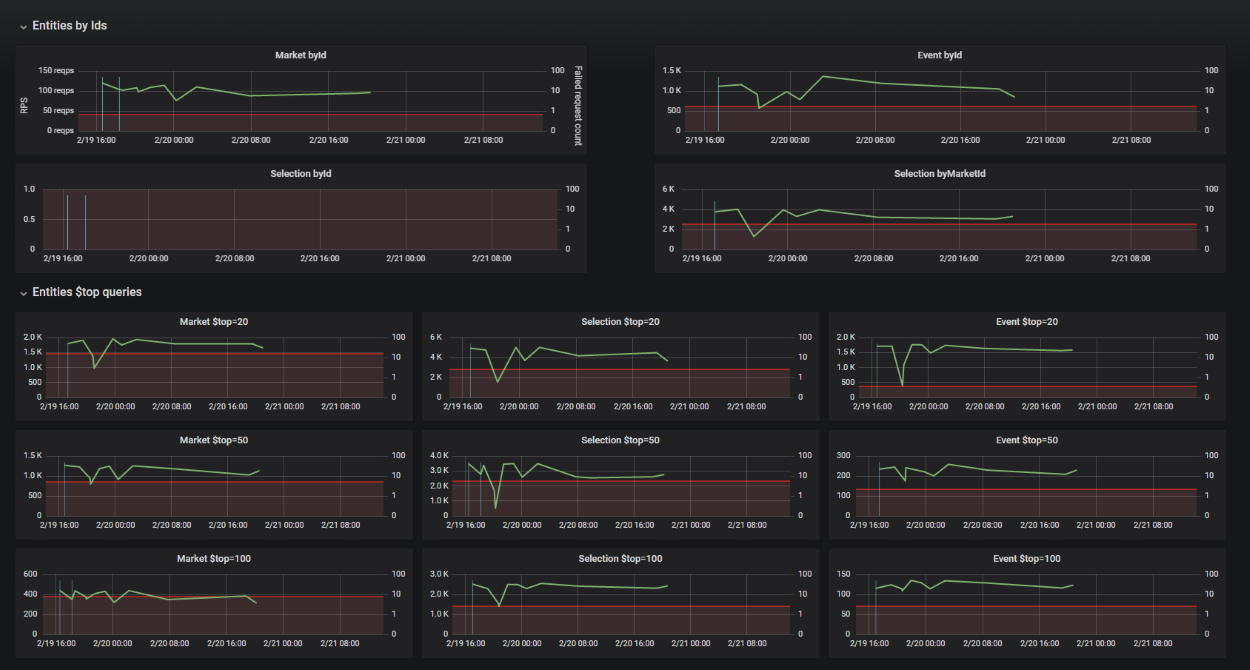 Entities by Ids
Market byId
150 reqps
100 reqps
50 reqps
0 reqps
RPS
100
10
1
0
Failed request count
2/19 16:00 2/20 00:00 2/20 08:00 2/20 16:00 2/21 00:00 2/21 08:00
Event byId
1.5 K
1.0 K
500
0
100
10
1
0
2/19 16:00 2/20 00:00 2/20 08:00 2/20 16:00 2/21 00:00 2/21 08:00
Selection byId
1.0
0.5
0
100
10
1
0
2/19 16:00 2/20 00:00 2/20 08:00 2/20 16:00 2/21 00:00 2/21 08:00
Selection byMarketId
6 K
4 K
2 K
0
100
10
1
0
2/19 16:00 2/20 00:00 2/20 08:00 2/20 16:00 2/21 00:00 2/21 08:00
Entities $top queries
Market $top=20
2.0 K
1.5 K
1.0 K
500
0
100
10
1
0
2/19 16:00 2/20 00:00 2/20 08:00 2/20 16:00 2/21 00:00 2/21 08:00
Selection $top=20
6 K
4 K
2 K
0
100
10
1
0
2/19 16:00 2/20 00:00 2/20 08:00 2/20 16:00 2/21 00:00 2/21 08:00
Event $top=20
2.0 K
1.5 K
1.0 K
500
0
100
10
1
0
2/19 16:00 2/20 00:00 2/20 08:00 2/20 16:00 2/21 00:00 2/21 08:00
Market $top=50
1.5 K
1.0 K
500
0
100
10
1
0
2/19 16:00 2/20 00:00 2/20 08:00 2/20 16:00 2/21 00:00 2/21 08:00
Selection $top=50
4.0 K
3.0 K
2.0 K
1.0 K
0
100
10
1
0
2/19 16:00 2/20 00:00 2/20 08:00 2/20 16:00 2/21 00:00 2/21 08:00
Event $top=50
300
200
100
0
100
10
1
0
2/19 16:00 2/20 00:00 2/20 08:00 2/20 16:00 2/21 00:00 2/21 08:00
Market $top=100
600
400
200
0
100
10
1
0
2/19 16:00 2/20 00:00 2/20 08:00 2/20 16:00 2/21 00:00 2/21 08:00
Selection $top=100
3.0 K
2.0 K
1.0 K
0
100
10
1
0
2/19 16:00 2/20 00:00 2/20 08:00 2/20 16:00 2/21 00:00 2/21 08:00
Event $top=100
150
100
50
0
100
10
1
0
2/19 16:00 2/20 00:00 2/20 08:00 2/20 16:00 2/21 00:00 2/21 08:00